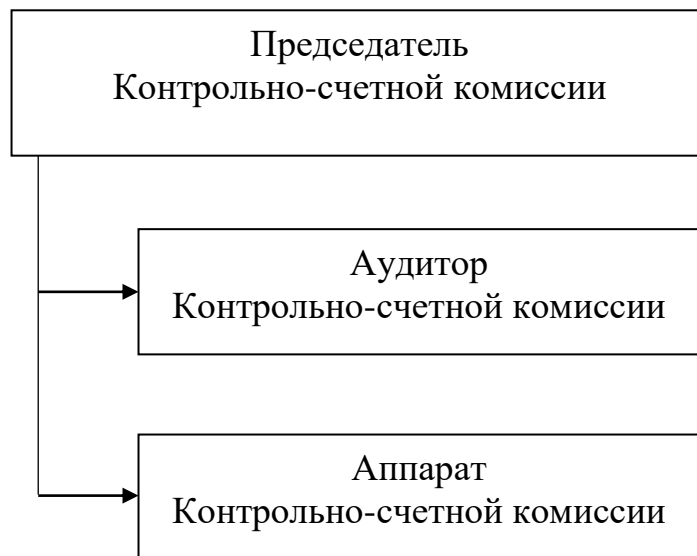 Председатель
Контрольно-счетной комиссии
Аудитор
Контрольно-счетной комиссии
Аппарат
Контрольно-счетной комиссии